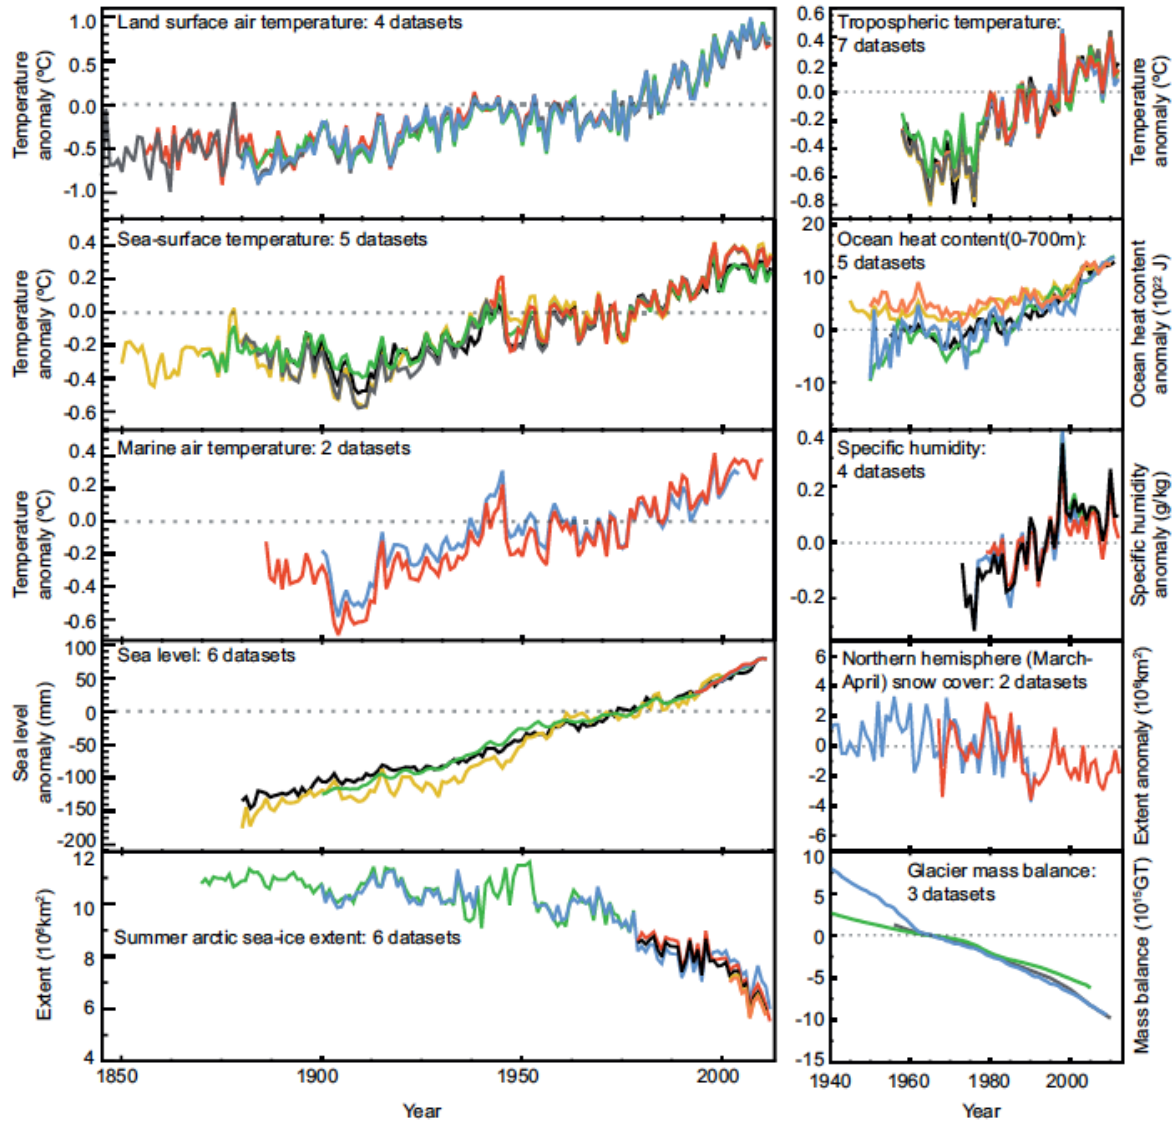 Land surface air temperature: 4 datasets
Temperature
anomaly (ºC)
1.0
0.5
0.0
-0.5
-1.0
Sea-surface temperature: 5 datasets
Temperature
anomaly (ºC)
0.4
0.2
0.0
-0.2
-0.4
-0.6
Marine air temperature: 2 datasets
Temperature
anomaly (ºC)
0.4
0.2
0.0
-0.2
-0.4
-0.6
Sea level: 6 datasets
Sea level
anomaly (mm)
100
50
0
-50
-100
-150
-200
Summer arctic sea-ice extent: 6 datasets
Extent (10⁶km²)
12
10
8
6
4
1850
1900
1950
2000
Year
Tropospheric temperature:
7 datasets
Temperature
anomaly (ºC)
0.6
0.4
0.2
0.0
-0.2
-0.4
-0.6
-0.8
Ocean heat content(0-700m):
5 datasets
Ocean heat content
anomaly (10²² J)
20
10
0
-10
Specific humidity:
4 datasets
Specific humidity
anomaly (g/kg)
0.4
0.2
0.0
-0.2
Northern hemisphere (March-
April) snow cover: 2 datasets
Extent anomaly (10⁶km²)
6
4
2
0
-2
-4
-6
Glacier mass balance:
3 datasets
Mass balance (10¹⁵GT)
10
5
0
-5
-10
-15
1940
1960
1980
2000
Year